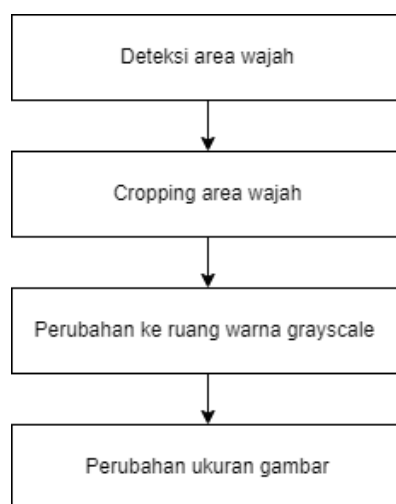 Deteksi area wajah
Cropping area wajah
Perubahan ke ruang warna grayscale
Perubahan ukuran gambar